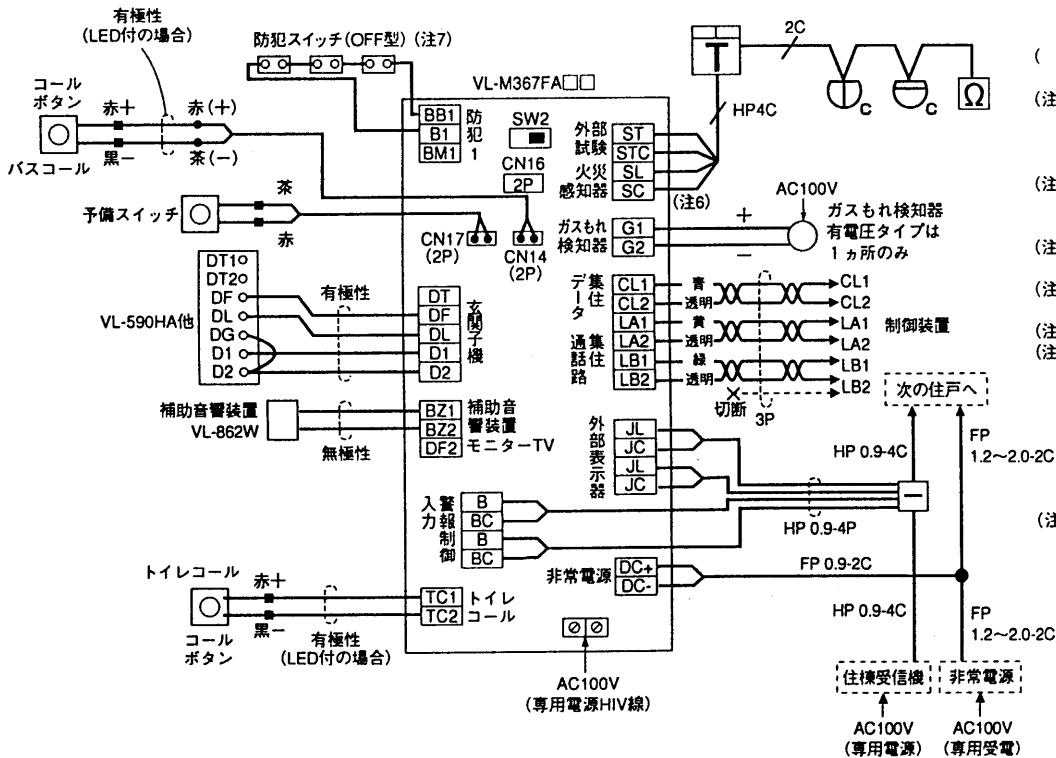 有極性
(LED付の場合)
防犯スイッチ(OFF型) (注7)
コール
ボタン
赤＋
赤(+)
黒−
茶(−)
バスコール
予備スイッチ
茶
赤
VL-M367FA□□
BB1
B1
BM1
防犯1
SW2
CN16
2P
CN17
(2P)
CN14
(2P)
外部
試験
火災
感知器
ST
STC
SL
SC
(注6)
HP4C
T
2C
C
C
Ω
ガスもれ
検知器
G1
G2
＋
−
AC100V
ガスもれ検知器
有電圧タイプは
1ヵ所のみ
DT1
DT2
DF
DL
DG
D1
D2
VL-590HA他
有極性
DT
DF
DL
D1
D2
玄関子機
集住データ
集住通話路
CL1
CL2
LA1
LA2
LB1
LB2
青
透明
黄
透明
緑
透明
切断
3P
CL1
CL2
LA1
LA2
LB1
LB2
制御装置
次の住戸へ
補助音響装置
VL-862W
無極性
BZ1
BZ2
DF2
補助音
響装置
モニターTV
外部表示器
JL
JC
JL
JC
HP 0.9-4C
FP
1.2〜2.0-2C
HP 0.9-4P
警報制御
入力
B
BC
B
BC
非常電源
DC+
DC-
FP 0.9-2C
HP 0.9-4C
FP
1.2〜2.0-2C
トイレコール
赤＋
黒−
コール
ボタン
有極性
(LED付の場合)
TC1
TC2
トイレ
コール
AC100V
(専用電源HIV線)
住棟受信機
非常電源
AC100V
(専用電源)
AC100V
(専用受電)
(
(注
(注
(注
(注
(注
(注
(注